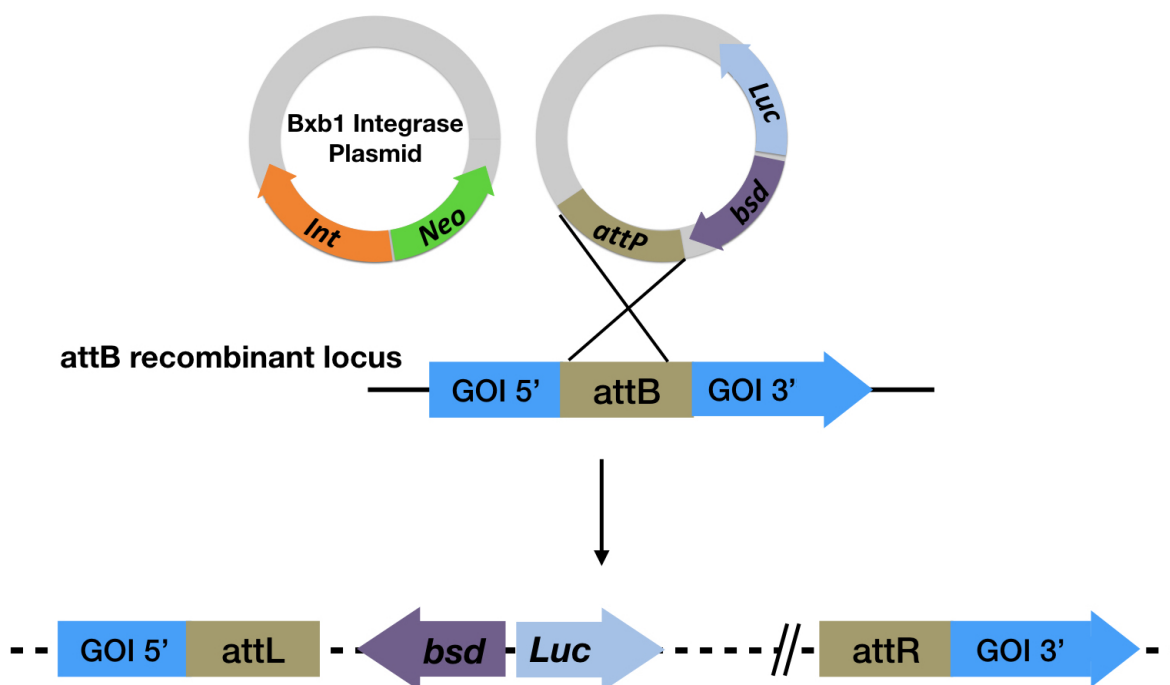 Bxb1 Integrase
Plasmid
Int
Neo
Luc
bsd
attP
attB recombinant locus
GOI 5’
attB
GOI 3’
GOI 5’
attL
bsd
Luc
//
attR
GOI 3’